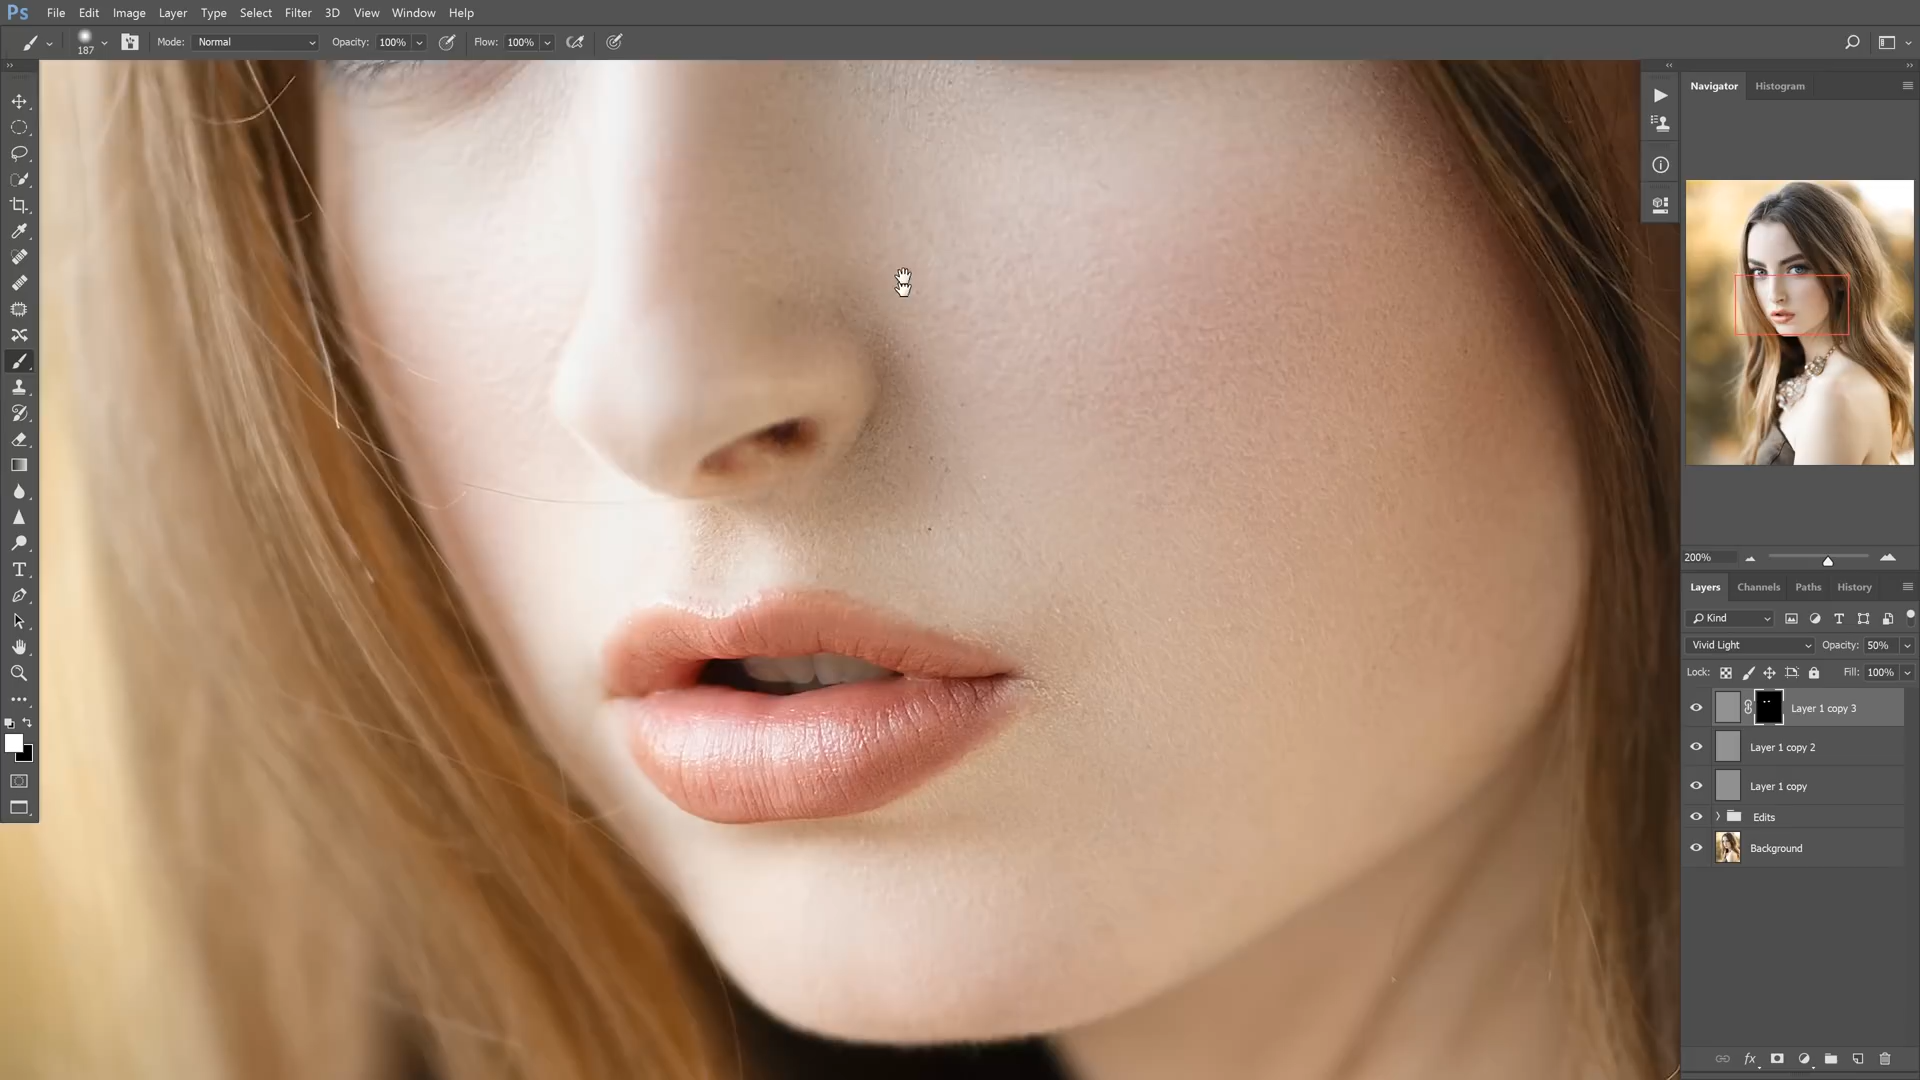 Ps File Edit Image Layer Type Select Filter 3D View Window Help
187 Mode: Normal Opacity: 100% Flow: 100%
Navigator Histogram
200%
Layers Channels Paths History
Kind
Vivid Light Opacity: 50%
Lock: Fill: 100%
Layer 1 copy 3
Layer 1 copy 2
Layer 1 copy
Edits
Background